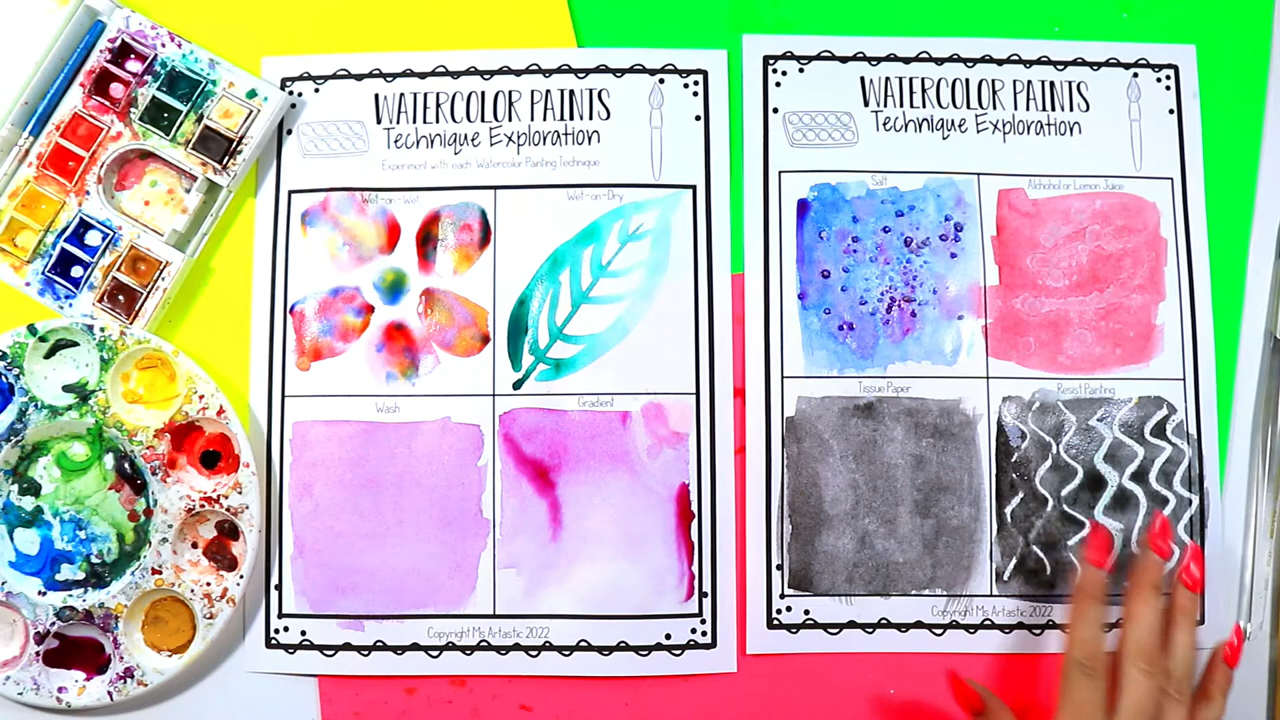 WATERCOLOR PAINTS
Technique Exploration
Experiment with each Watercolor Painting Technique
Wet-on-Wet
Wet-on-Dry
Wash
Gradient
Copyright Ms Artastic 2022
WATERCOLOR PAINTS
Technique Exploration
Salt
Alchohol or Lemon Juice
Tissue Paper
Resist Painting
Copyright Ms Artastic 2022